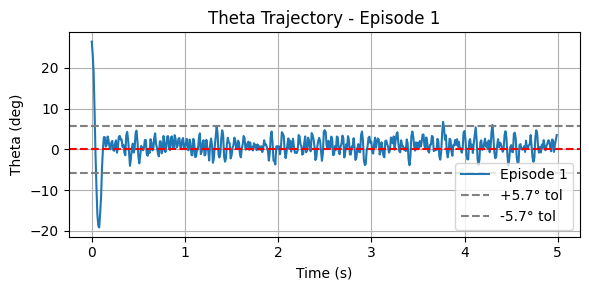 Theta Trajectory - Episode 1
Theta (deg)
20
10
0
−10
−20
0
1
2
3
4
5
Time (s)
Episode 1
+5.7° tol
-5.7° tol